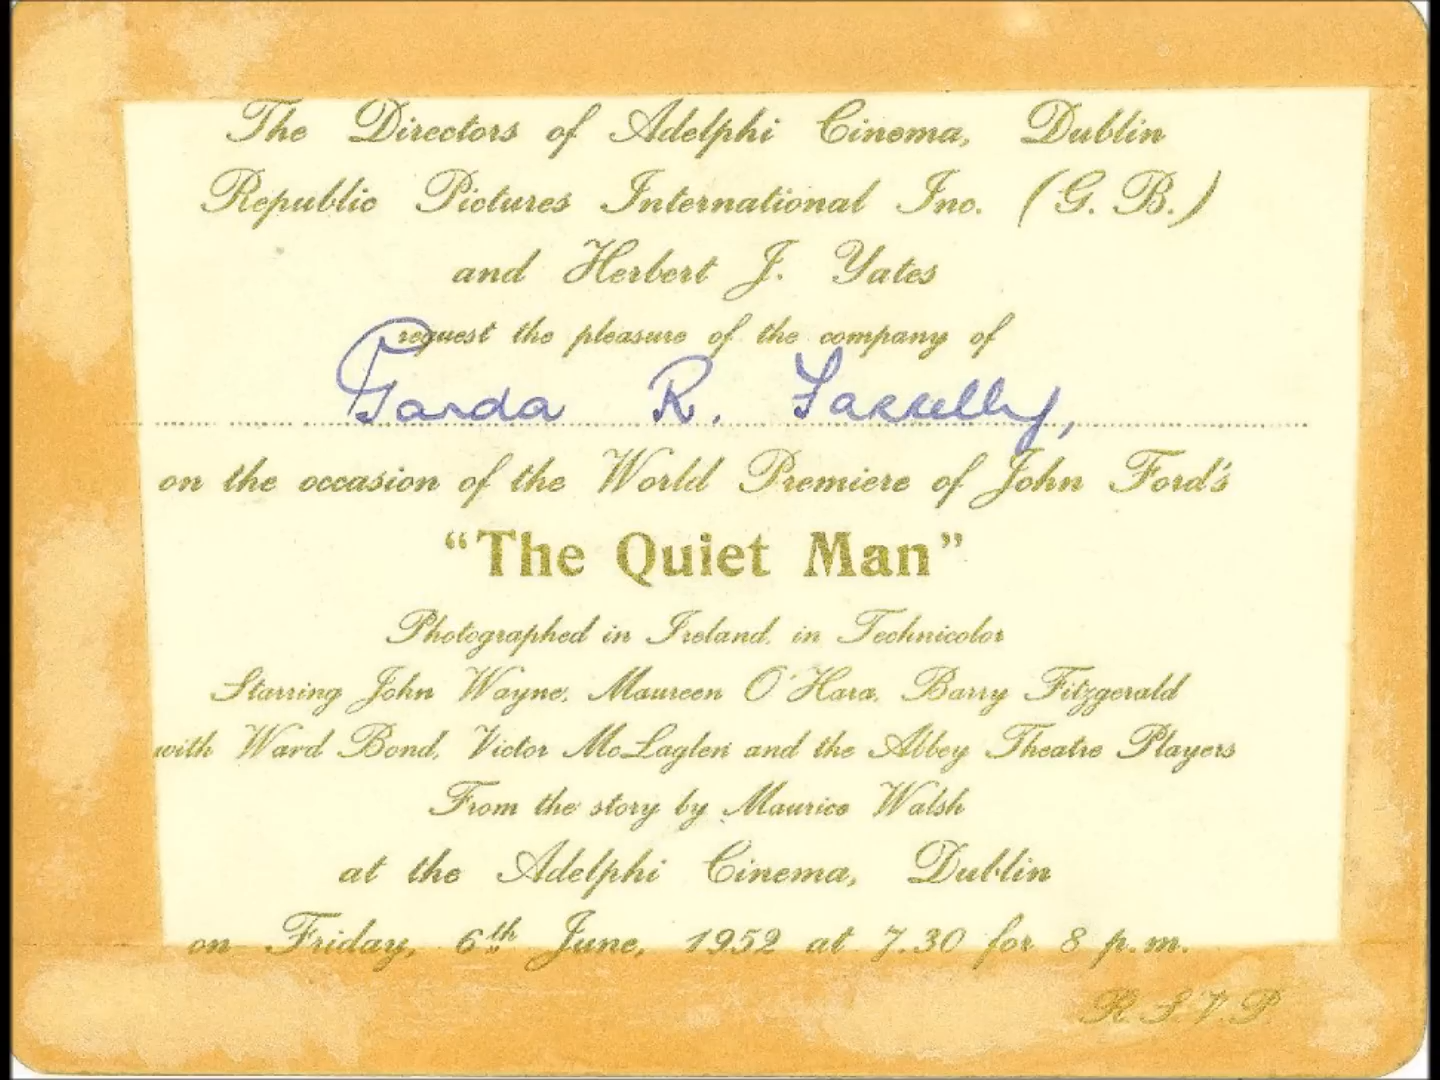 The Directors of Adelphi Cinema, Dublin
Republic Pictures International Inc. (G. B.)
and Herbert J. Yates
request the pleasure of the company of
Garda R. Farrelly,
on the occasion of the World Premiere of John Ford's
“The Quiet Man”
Photographed in Ireland, in Technicolor
Starring John Wayne, Maureen O'Hara, Barry Fitzgerald
with Ward Bond, Victor McLaglen and the Abbey Theatre Players
From the story by Maurice Walsh
at the Adelphi Cinema, Dublin
on Friday, 6th June, 1952 at 7.30 for 8 p.m.
R.S.V.P